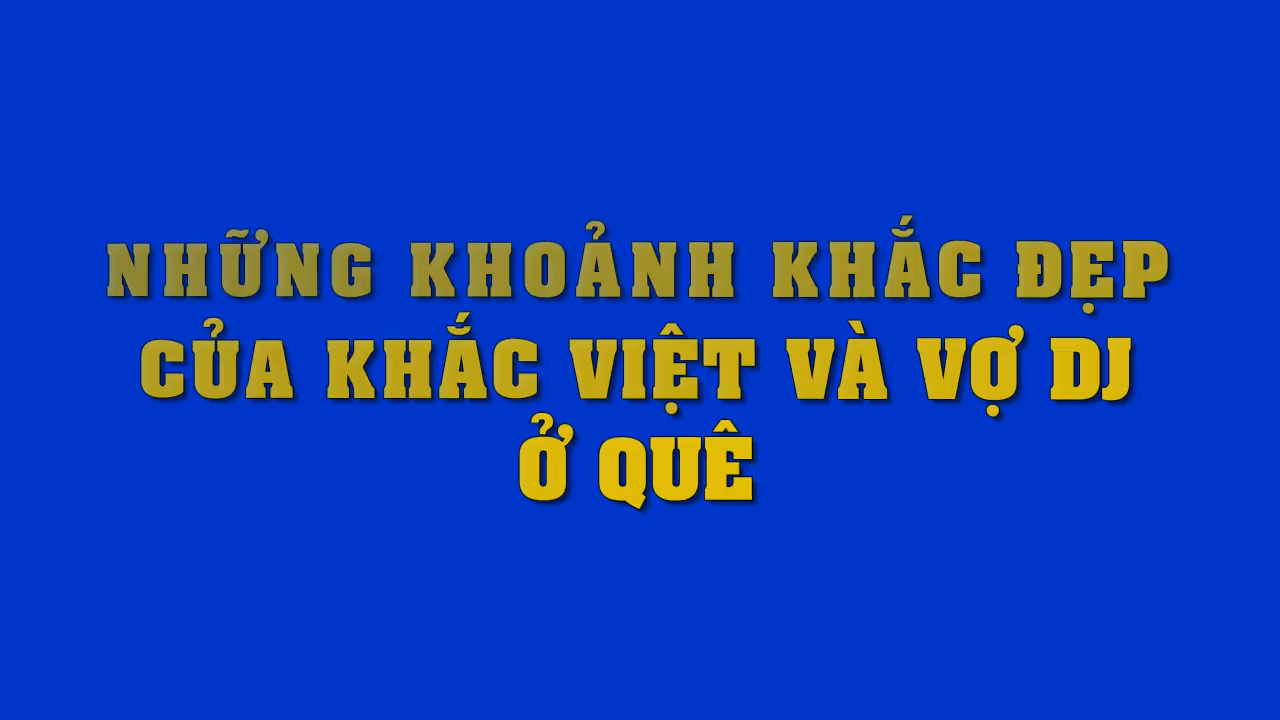 NHỮNG KHOẢNH KHẮC ĐẸP
CỦA KHẮC VIỆT VÀ VỢ DJ
Ở QUÊ